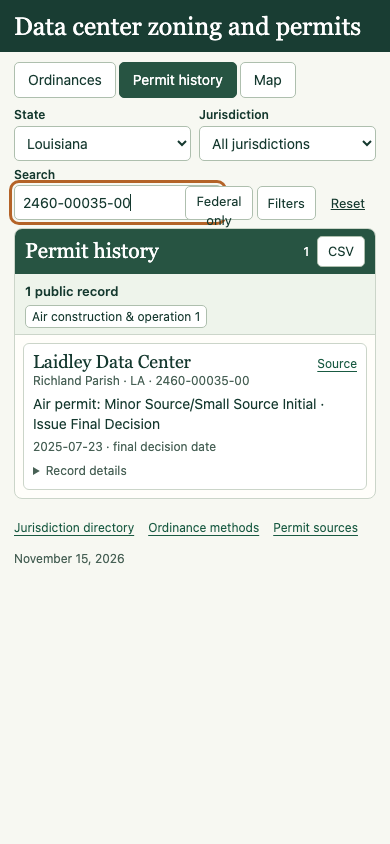 Data center zoning and permits
Ordinances
Permit history
Map
State
Jurisdiction
Louisiana
All jurisdictions
Search
2460-00035-00
Federal
only
Filters
Reset
Permit history
1
CSV
1 public record
Air construction & operation 1
Laidley Data Center
Source
Richland Parish · LA · 2460-00035-00
Air permit: Minor Source/Small Source Initial ·
Issue Final Decision
2025-07-23 · final decision date
Record details
Jurisdiction directory
Ordinance methods
Permit sources
November 15, 2026